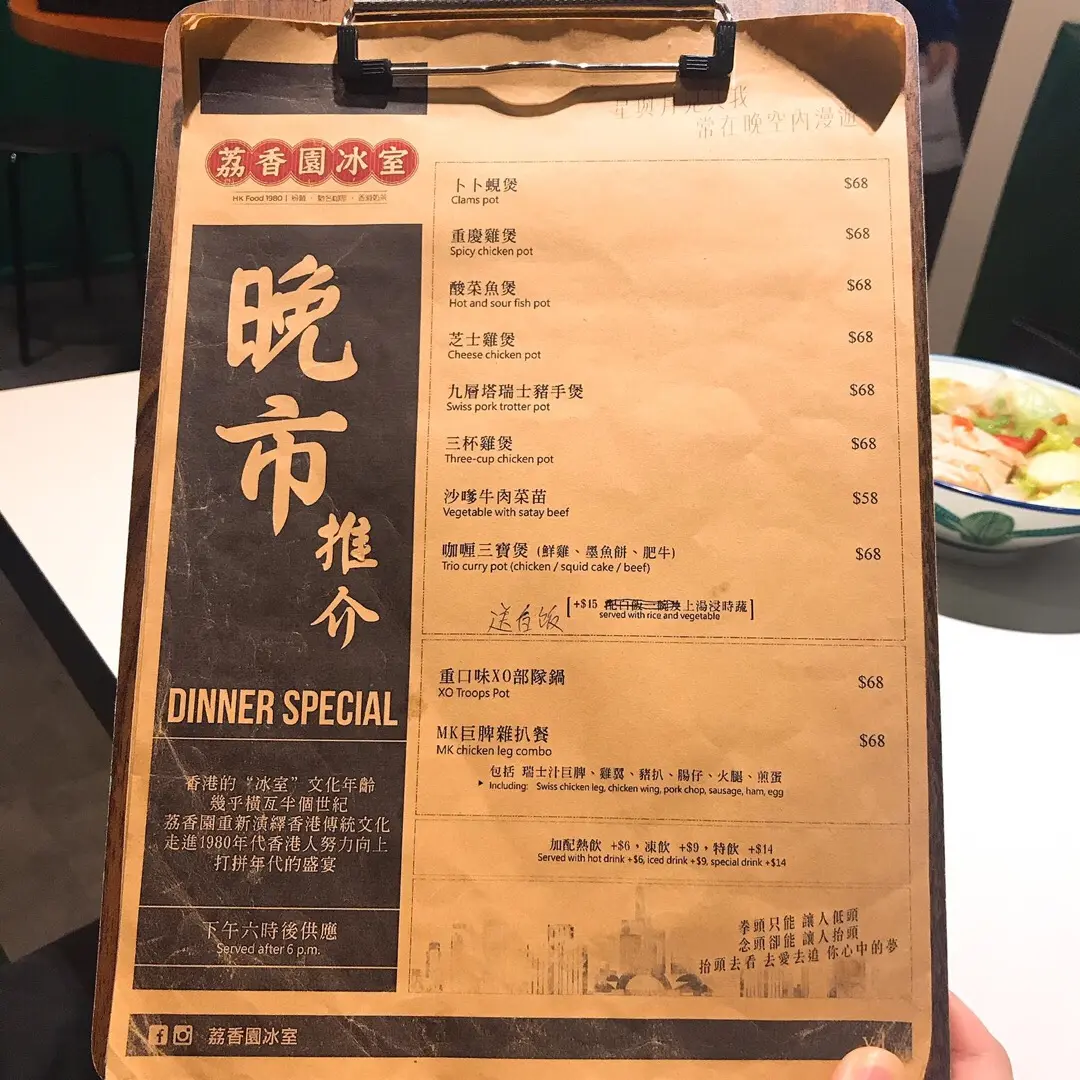 常在晚空內漫遊
荔香園冰室
HK Food 1980
晚市
推介
DINNER SPECIAL
香港的“冰室”文化年齡
幾乎橫亙半個世紀
荔香園重新演繹香港傳統文化
走進1980年代香港人努力向上
打拼年代的盛宴
下午六時後供應
Served after 6 p.m.
卜卜蜆煲 $68
Clams pot
重慶雞煲 $68
Spicy chicken pot
酸菜魚煲 $68
Hot and sour fish pot
芝士雞煲 $68
Cheese chicken pot
九層塔瑞士豬手煲 $68
Swiss pork trotter pot
三杯雞煲 $68
Three-cup chicken pot
沙嗲牛肉菜苗 $58
Vegetable with satay beef
咖喱三寶煲 (鮮雞、墨魚餅、肥牛) $68
Trio curry pot (chicken / squid cake / beef)
送白饭 [+$15 上湯浸時蔬]
served with rice and vegetable
重口味XO部隊鍋 $68
XO Troops Pot
MK巨脾雜扒餐 $68
MK chicken leg combo
包括 瑞士汁巨脾、雞翼、豬扒、腸仔、火腿、煎蛋
Including: Swiss chicken leg, chicken wing, pork chop, sausage, ham, egg
加配熱飲 +$6，凍飲 +$9，特飲 +$14
Served with hot drink +$6, iced drink +$9, special drink +$14
拳頭只能 讓人低頭
念頭卻能 讓人抬頭
抬頭去看 去愛去追 你心中的夢
荔香園冰室